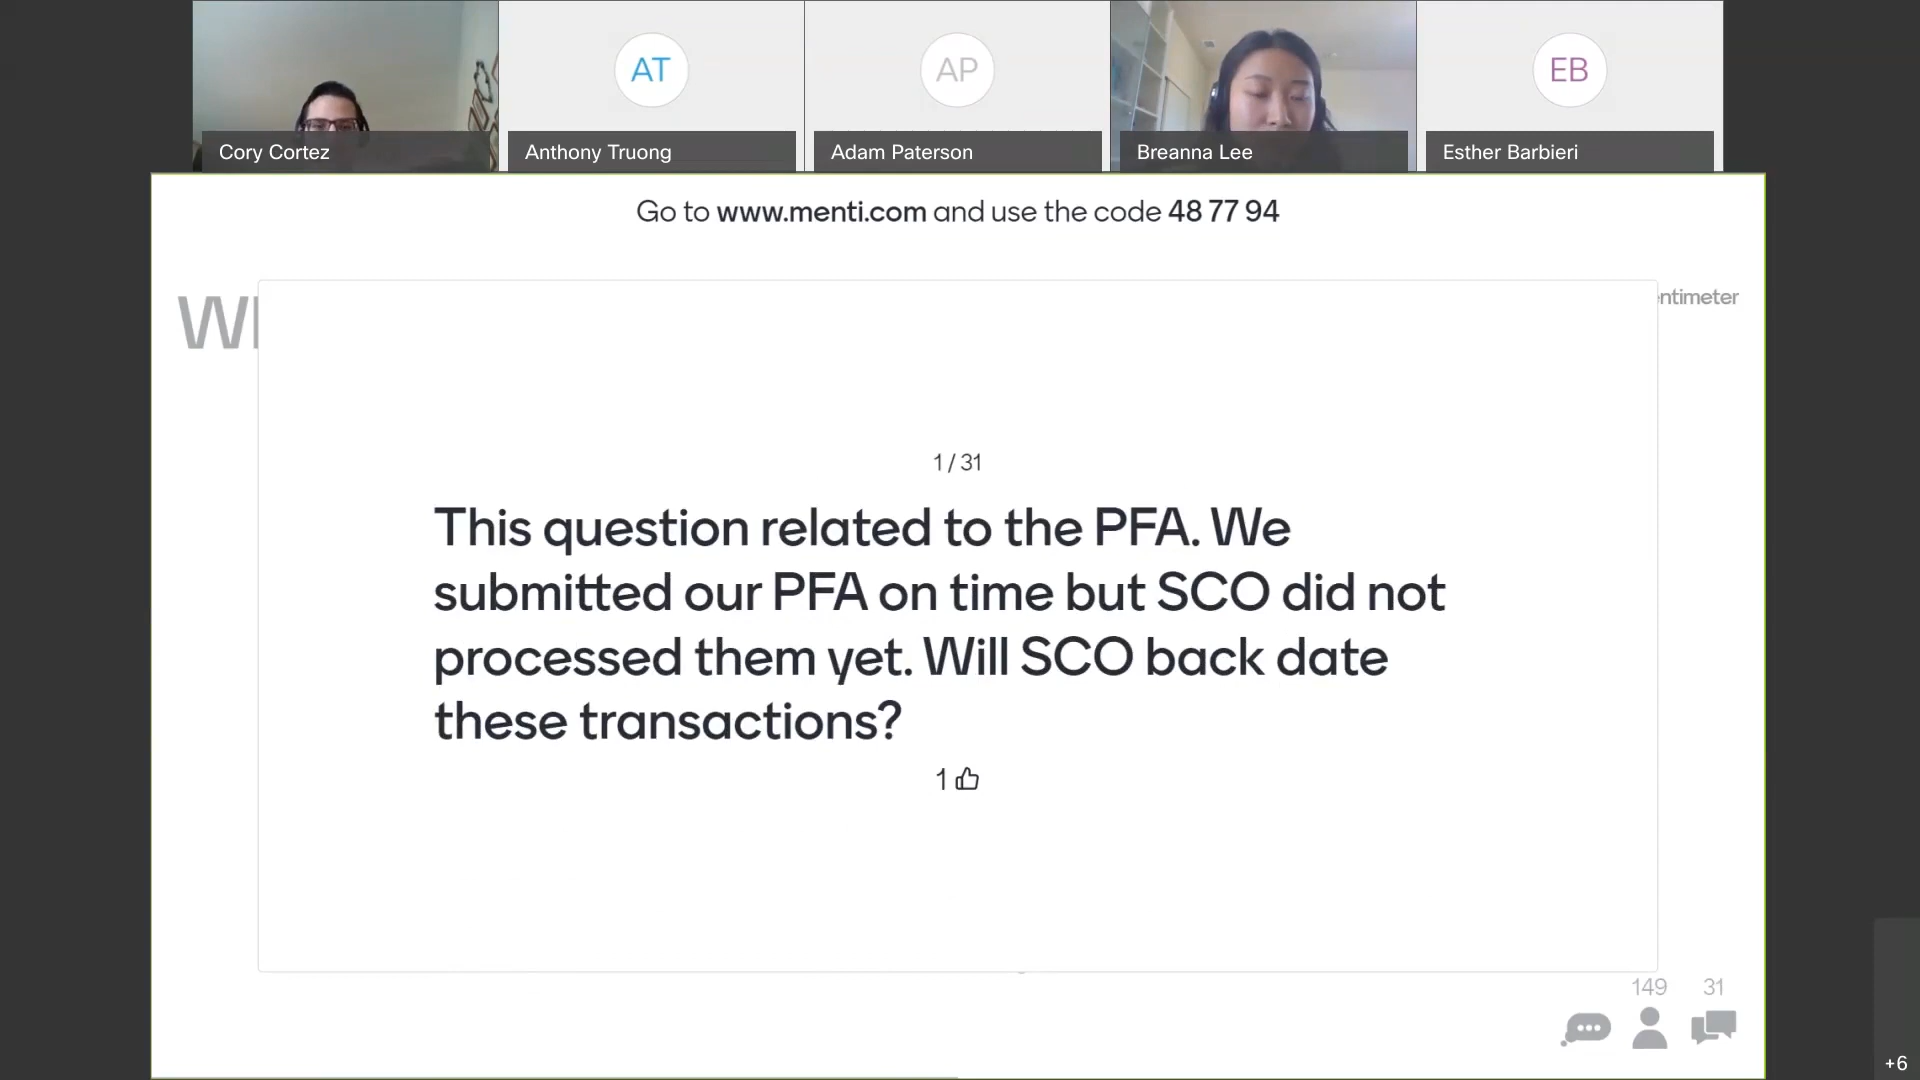 AT
AP
EB
Cory Cortez
Anthony Truong
Adam Paterson
Breanna Lee
Esther Barbieri
Go to www.menti.com and use the code 48 77 94
ntimeter
1 / 31
This question related to the PFA. We
submitted our PFA on time but SCO did not
processed them yet. Will SCO back date
these transactions?
1
149
31
+6